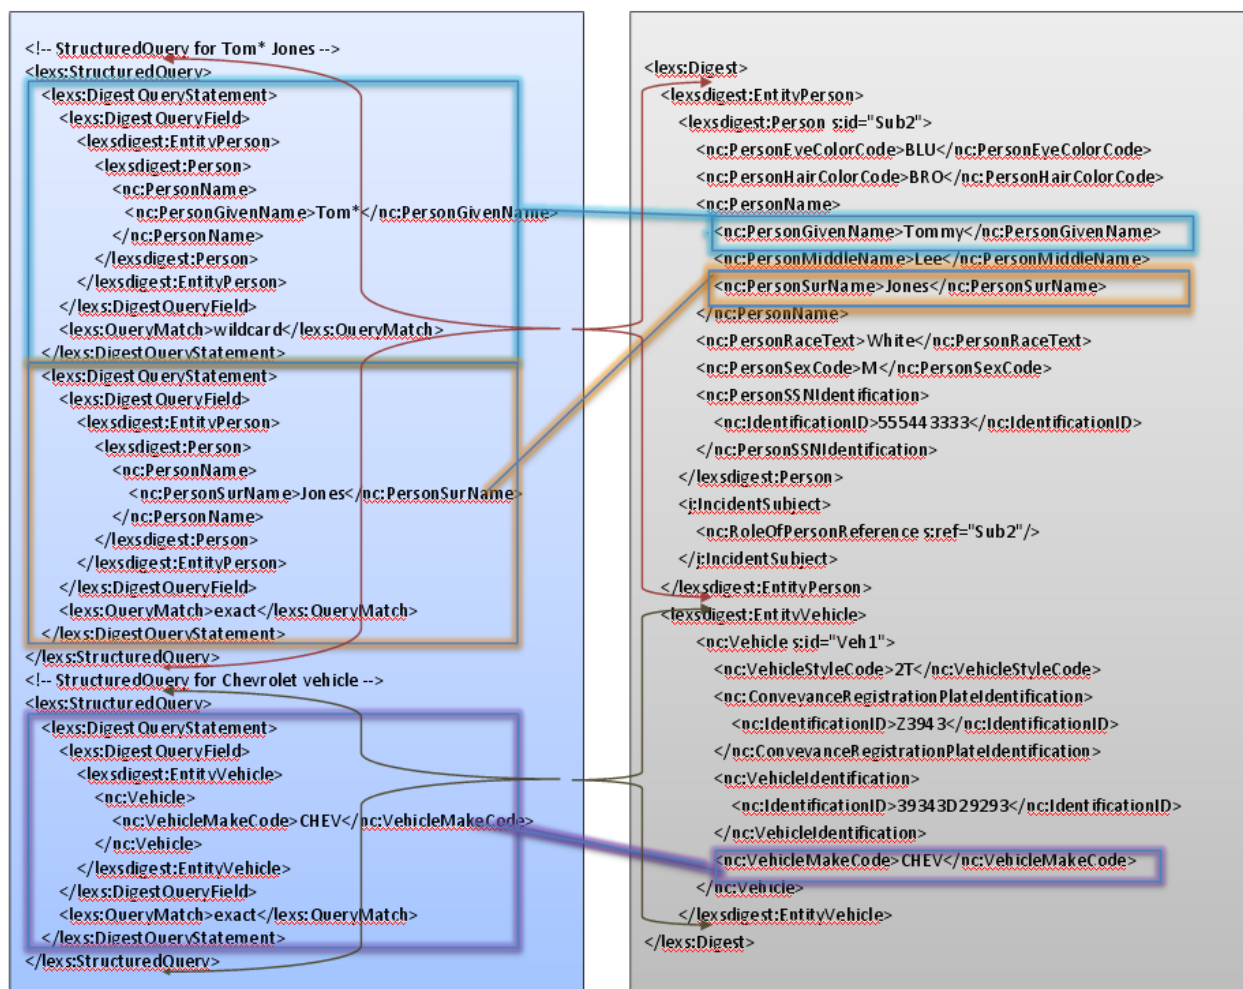 <!-- StructuredQuery for Tom* Jones -->
<lexs:StructuredQuery>
<lexs:DigestQueryStatement>
<lexs:DigestQueryField>
<lexsdigest:EntityPerson>
<lexsdigest:Person>
<nc:PersonName>
<nc:PersonGivenName>Tom*</nc:PersonGivenName>
</nc:PersonName>
</lexsdigest:Person>
</lexsdigest:EntityPerson>
</lexs:DigestQueryField>
<lexs:QueryMatch>wildcard</lexs:QueryMatch>
</lexs:DigestQueryStatement>
<lexs:DigestQueryStatement>
<lexs:DigestQueryField>
<lexsdigest:EntityPerson>
<lexsdigest:Person>
<nc:PersonName>
<nc:PersonSurName>Jones</nc:PersonSurName>
</nc:PersonName>
</lexsdigest:Person>
</lexsdigest:EntityPerson>
</lexs:DigestQueryField>
<lexs:QueryMatch>exact</lexs:QueryMatch>
</lexs:DigestQueryStatement>
</lexs:StructuredQuery>
<!-- StructuredQuery for Chevrolet vehicle -->
<lexs:StructuredQuery>
<lexs:DigestQueryStatement>
<lexs:DigestQueryField>
<lexsdigest:EntityVehicle>
<nc:Vehicle>
<nc:VehicleMakeCode>CHEV</nc:VehicleMakeCode>
</nc:Vehicle>
</lexsdigest:EntityVehicle>
</lexs:DigestQueryField>
<lexs:QueryMatch>exact</lexs:QueryMatch>
</lexs:DigestQueryStatement>
</lexs:StructuredQuery>
<lexs:Digest>
<lexsdigest:EntityPerson>
<lexsdigest:Person s:id="Sub2">
<nc:PersonEyeColorCode>BLU</nc:PersonEyeColorCode>
<nc:PersonHairColorCode>BRO</nc:PersonHairColorCode>
<nc:PersonName>
<nc:PersonGivenName>Tommy</nc:PersonGivenName>
<nc:PersonMiddleName>Lee</nc:PersonMiddleName>
<nc:PersonSurName>Jones</nc:PersonSurName>
</nc:PersonName>
<nc:PersonRaceText>White</nc:PersonRaceText>
<nc:PersonSexCode>M</nc:PersonSexCode>
<nc:PersonSSNIdentification>
<nc:IdentificationID>555443333</nc:IdentificationID>
</nc:PersonSSNIdentification>
</lexsdigest:Person>
<j:IncidentSubject>
<nc:RoleOfPersonReference s:ref="Sub2"/>
</j:IncidentSubject>
</lexsdigest:EntityPerson>
<lexsdigest:EntityVehicle>
<nc:Vehicle s:id="Veh1">
<nc:VehicleStyleCode>2T</nc:VehicleStyleCode>
<nc:ConveyanceRegistrationPlateIdentification>
<nc:IdentificationID>Z3943</nc:IdentificationID>
</nc:ConveyanceRegistrationPlateIdentification>
<nc:VehicleIdentification>
<nc:IdentificationID>39343D29293</nc:IdentificationID>
</nc:VehicleIdentification>
<nc:VehicleMakeCode>CHEV</nc:VehicleMakeCode>
</nc:Vehicle>
</lexsdigest:EntityVehicle>
</lexs:Digest>